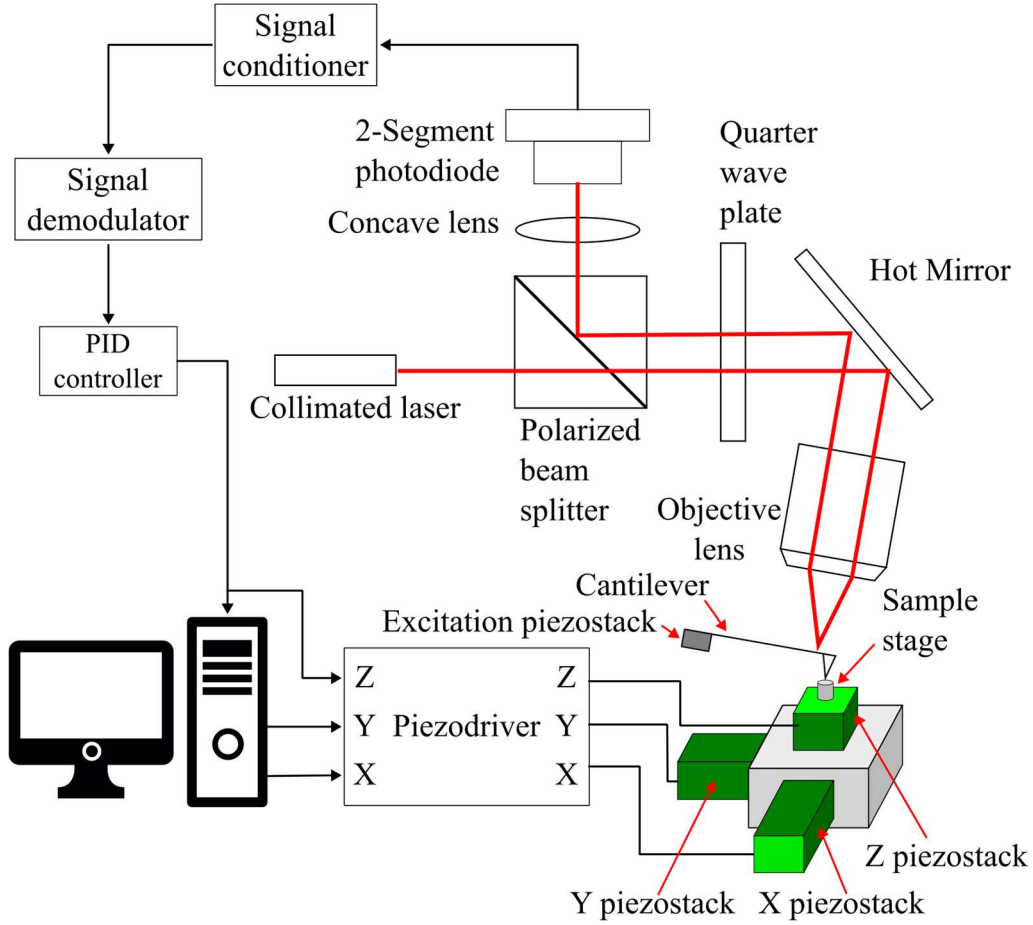 Signal
conditioner
2-Segment
photodiode
Quarter
wave
plate
Signal
demodulator
Concave lens
Hot Mirror
PID
controller
Collimated laser
Polarized
beam
splitter
Objective
lens
Cantilever
Excitation piezostack
Sample
stage
Z
Z
Y
Piezodriver
Y
X
X
Z piezostack
Y piezostack
X piezostack